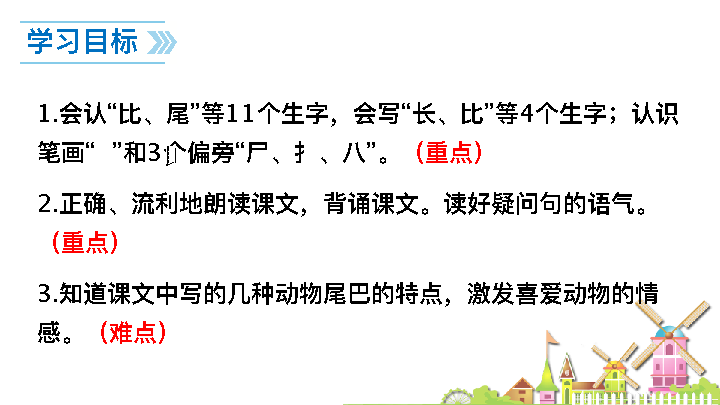 学习目标
1.会认“比、尾”等11个生字，会写“长、比”等4个生字；认识
笔画“  ”和3个偏旁“尸、扌、八”。（重点）
2.正确、流利地朗读课文，背诵课文。读好疑问句的语气。
（重点）
3.知道课文中写的几种动物尾巴的特点，激发喜爱动物的情
感。（难点）